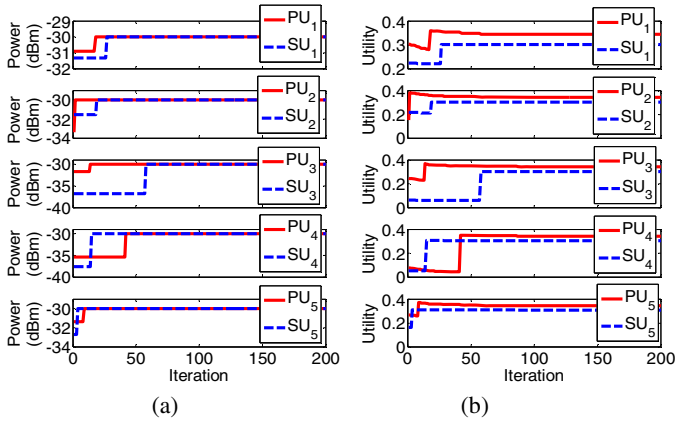 -29
-30
-31
-32
Power
(dBm)
PU1
SU1
-30
-32
-34
Power
(dBm)
PU2
SU2
-30
-35
-40
Power
(dBm)
PU3
SU3
-30
-35
-40
Power
(dBm)
PU4
SU4
-30
-32
-34
Power
(dBm)
PU5
SU5
0 50 100 150 200
Iteration
(a)
0.4
0.3
0.2
Utility
PU1
SU1
0.4
0.2
0
Utility
PU2
SU2
0.4
0.2
0
Utility
PU3
SU3
0.4
0.2
0
Utility
PU4
SU4
0.4
0.2
0
Utility
PU5
SU5
0 50 100 150 200
Iteration
(b)